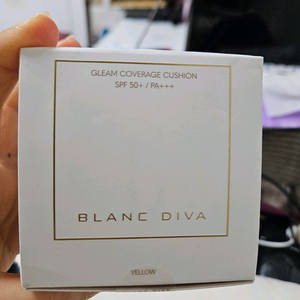 GLEAM COVERAGE CUSHION
SPF 50+ / PA+++
BLANC DIVA
YELLOW